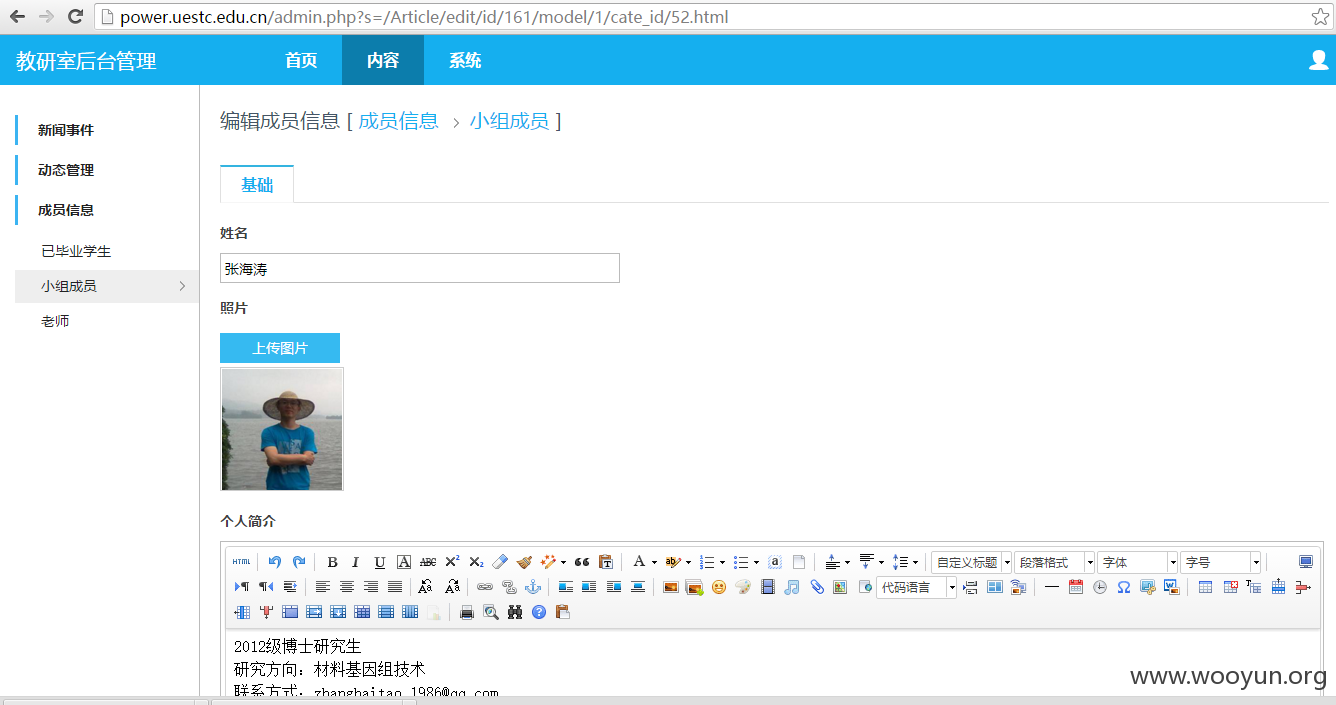 power.uestc.edu.cn/admin.php?s=/Article/edit/id/161/model/1/cate_id/52.html
教研室后台管理 首页 内容 系统
新闻事件
动态管理
成员信息
已毕业学生
小组成员
老师
编辑成员信息 [ 成员信息 > 小组成员 ]
基础
姓名
张海涛
照片
上传图片
个人简介
HTML B I U A ABC X² X₂ A ab 自定义标题 段落格式 字体 字号
代码语言
2012级博士研究生
研究方向：材料基因组技术
联系方式：zhanghaitao_1986@qq.com
www.wooyun.org